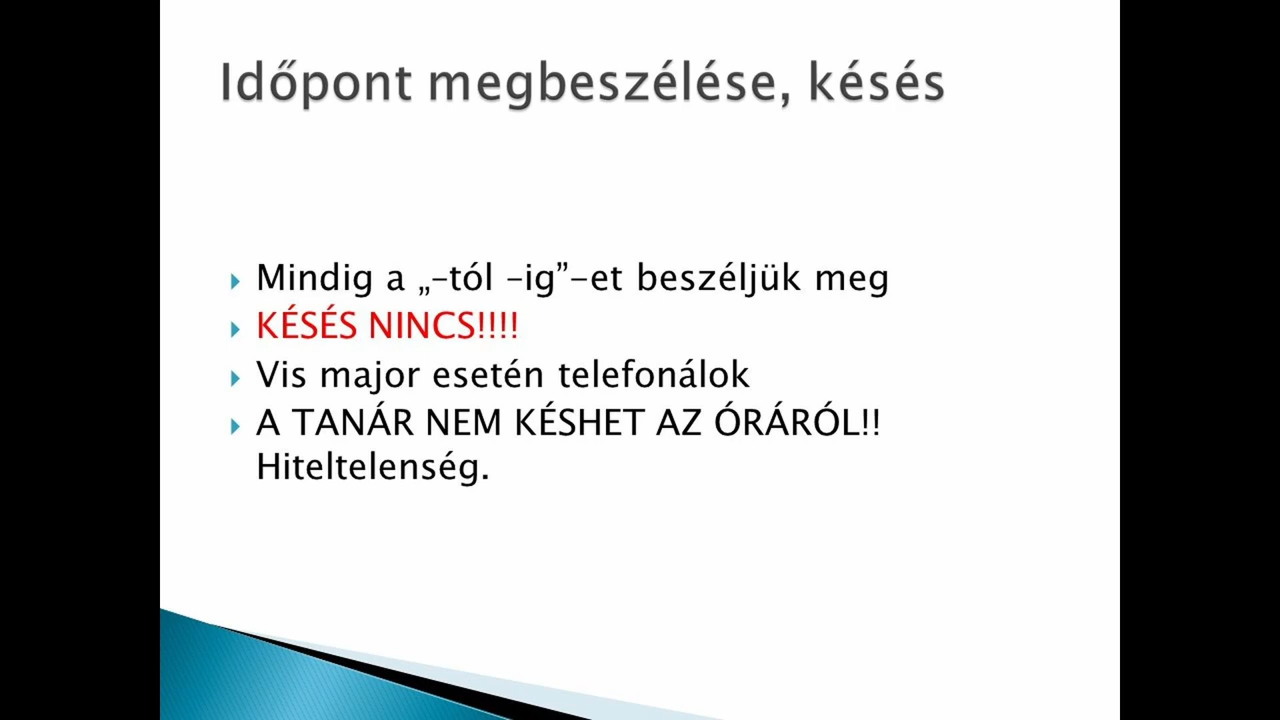 Időpont megbeszélése, késés
Mindig a „-tól –ig”-et beszéljük meg
KÉSÉS NINCS!!!!
Vis major esetén telefonálok
A TANÁR NEM KÉSHET AZ ÓRÁRÓL!!
Hiteltelenség.